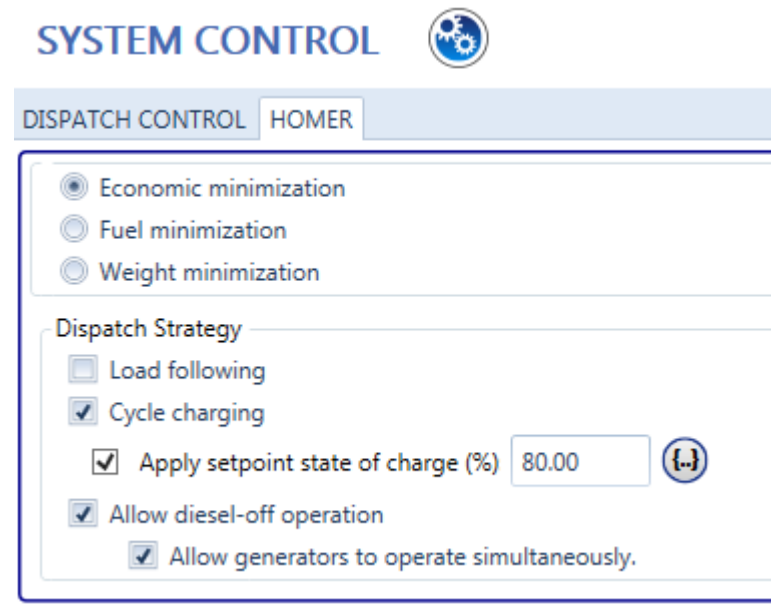 SYSTEM CONTROL
DISPATCH CONTROL HOMER
Economic minimization
Fuel minimization
Weight minimization
Dispatch Strategy
Load following
Cycle charging
Apply setpoint state of charge (%) 80.00 {..}
Allow diesel-off operation
Allow generators to operate simultaneously.